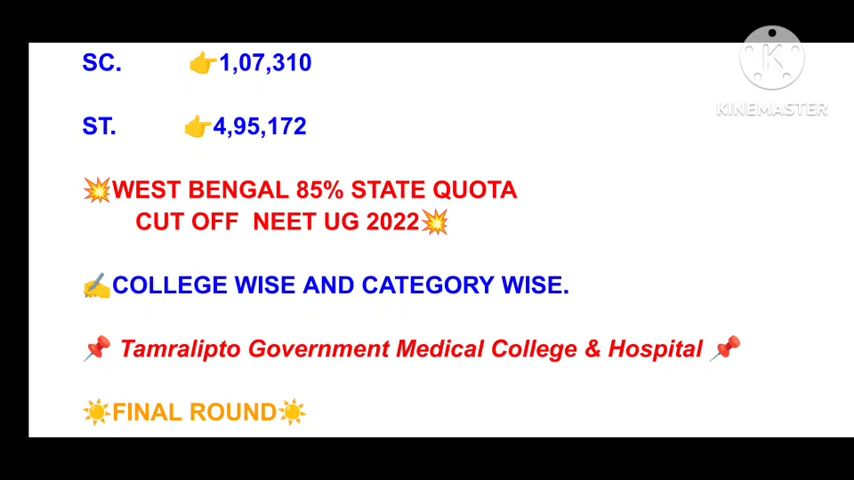 SC. 👉1,07,310
ST. 👉4,95,172
💥WEST BENGAL 85% STATE QUOTA
CUT OFF NEET UG 2022💥
✍️COLLEGE WISE AND CATEGORY WISE.
📌 Tamralipto Government Medical College & Hospital 📌
☀️FINAL ROUND☀️
KINEMASTER